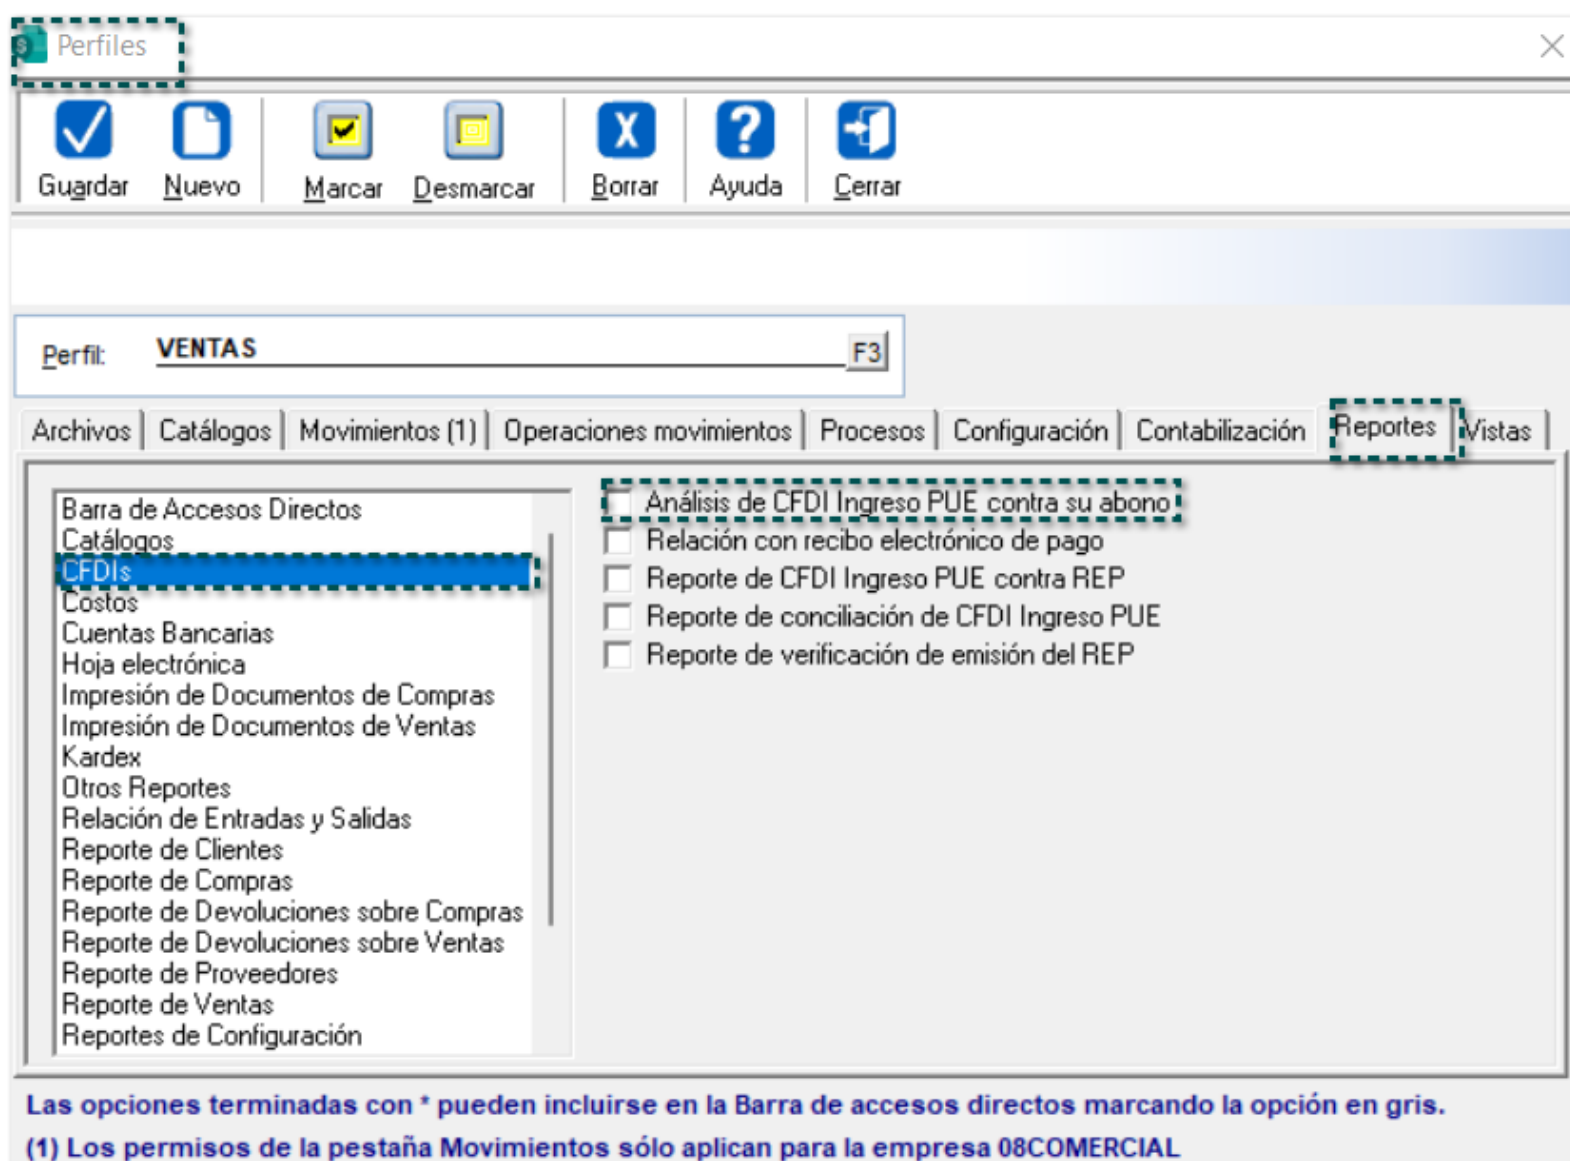 Perfiles
Guardar Nuevo Marcar Desmarcar Borrar Ayuda Cerrar
Perfil: VENTAS F3
Archivos Catálogos Movimientos (1) Operaciones movimientos Procesos Configuración Contabilización Reportes Vistas
Barra de Accesos Directos
Catálogos
CFDIs
Costos
Cuentas Bancarias
Hoja electrónica
Impresión de Documentos de Compras
Impresión de Documentos de Ventas
Kardex
Otros Reportes
Relación de Entradas y Salidas
Reporte de Clientes
Reporte de Compras
Reporte de Devoluciones sobre Compras
Reporte de Devoluciones sobre Ventas
Reporte de Proveedores
Reporte de Ventas
Reportes de Configuración
Análisis de CFDI Ingreso PUE contra su abono
Relación con recibo electrónico de pago
Reporte de CFDI Ingreso PUE contra REP
Reporte de conciliación de CFDI Ingreso PUE
Reporte de verificación de emisión del REP
Las opciones terminadas con * pueden incluirse en la Barra de accesos directos marcando la opción en gris.
(1) Los permisos de la pestaña Movimientos sólo aplican para la empresa 08COMERCIAL